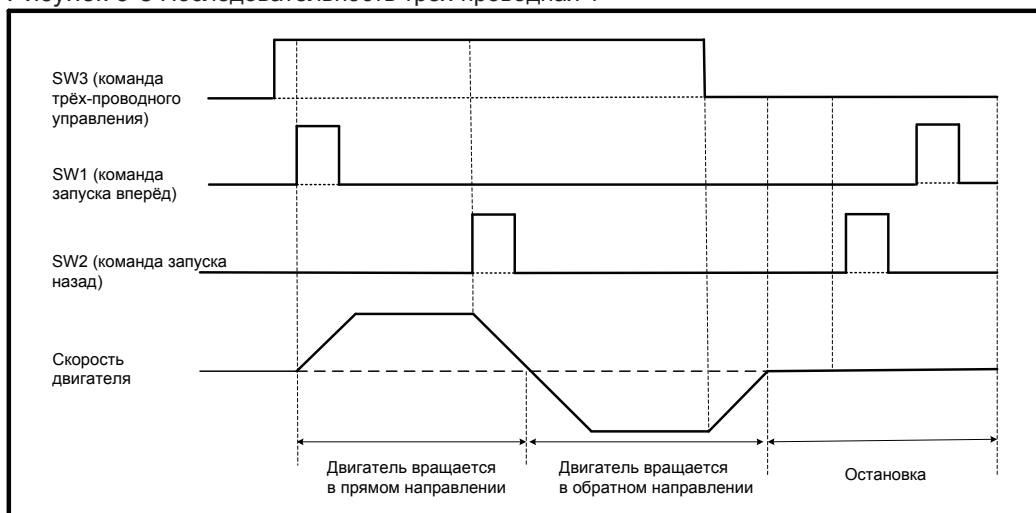 SW3 (команда
трёх-проводного
управления)
SW1 (команда
запуска вперёд)
SW2 (команда запуска
назад)
Скорость
двигателя
Двигатель вращается
в прямом направлении
Двигатель вращается
в обратном направлении
Остановка